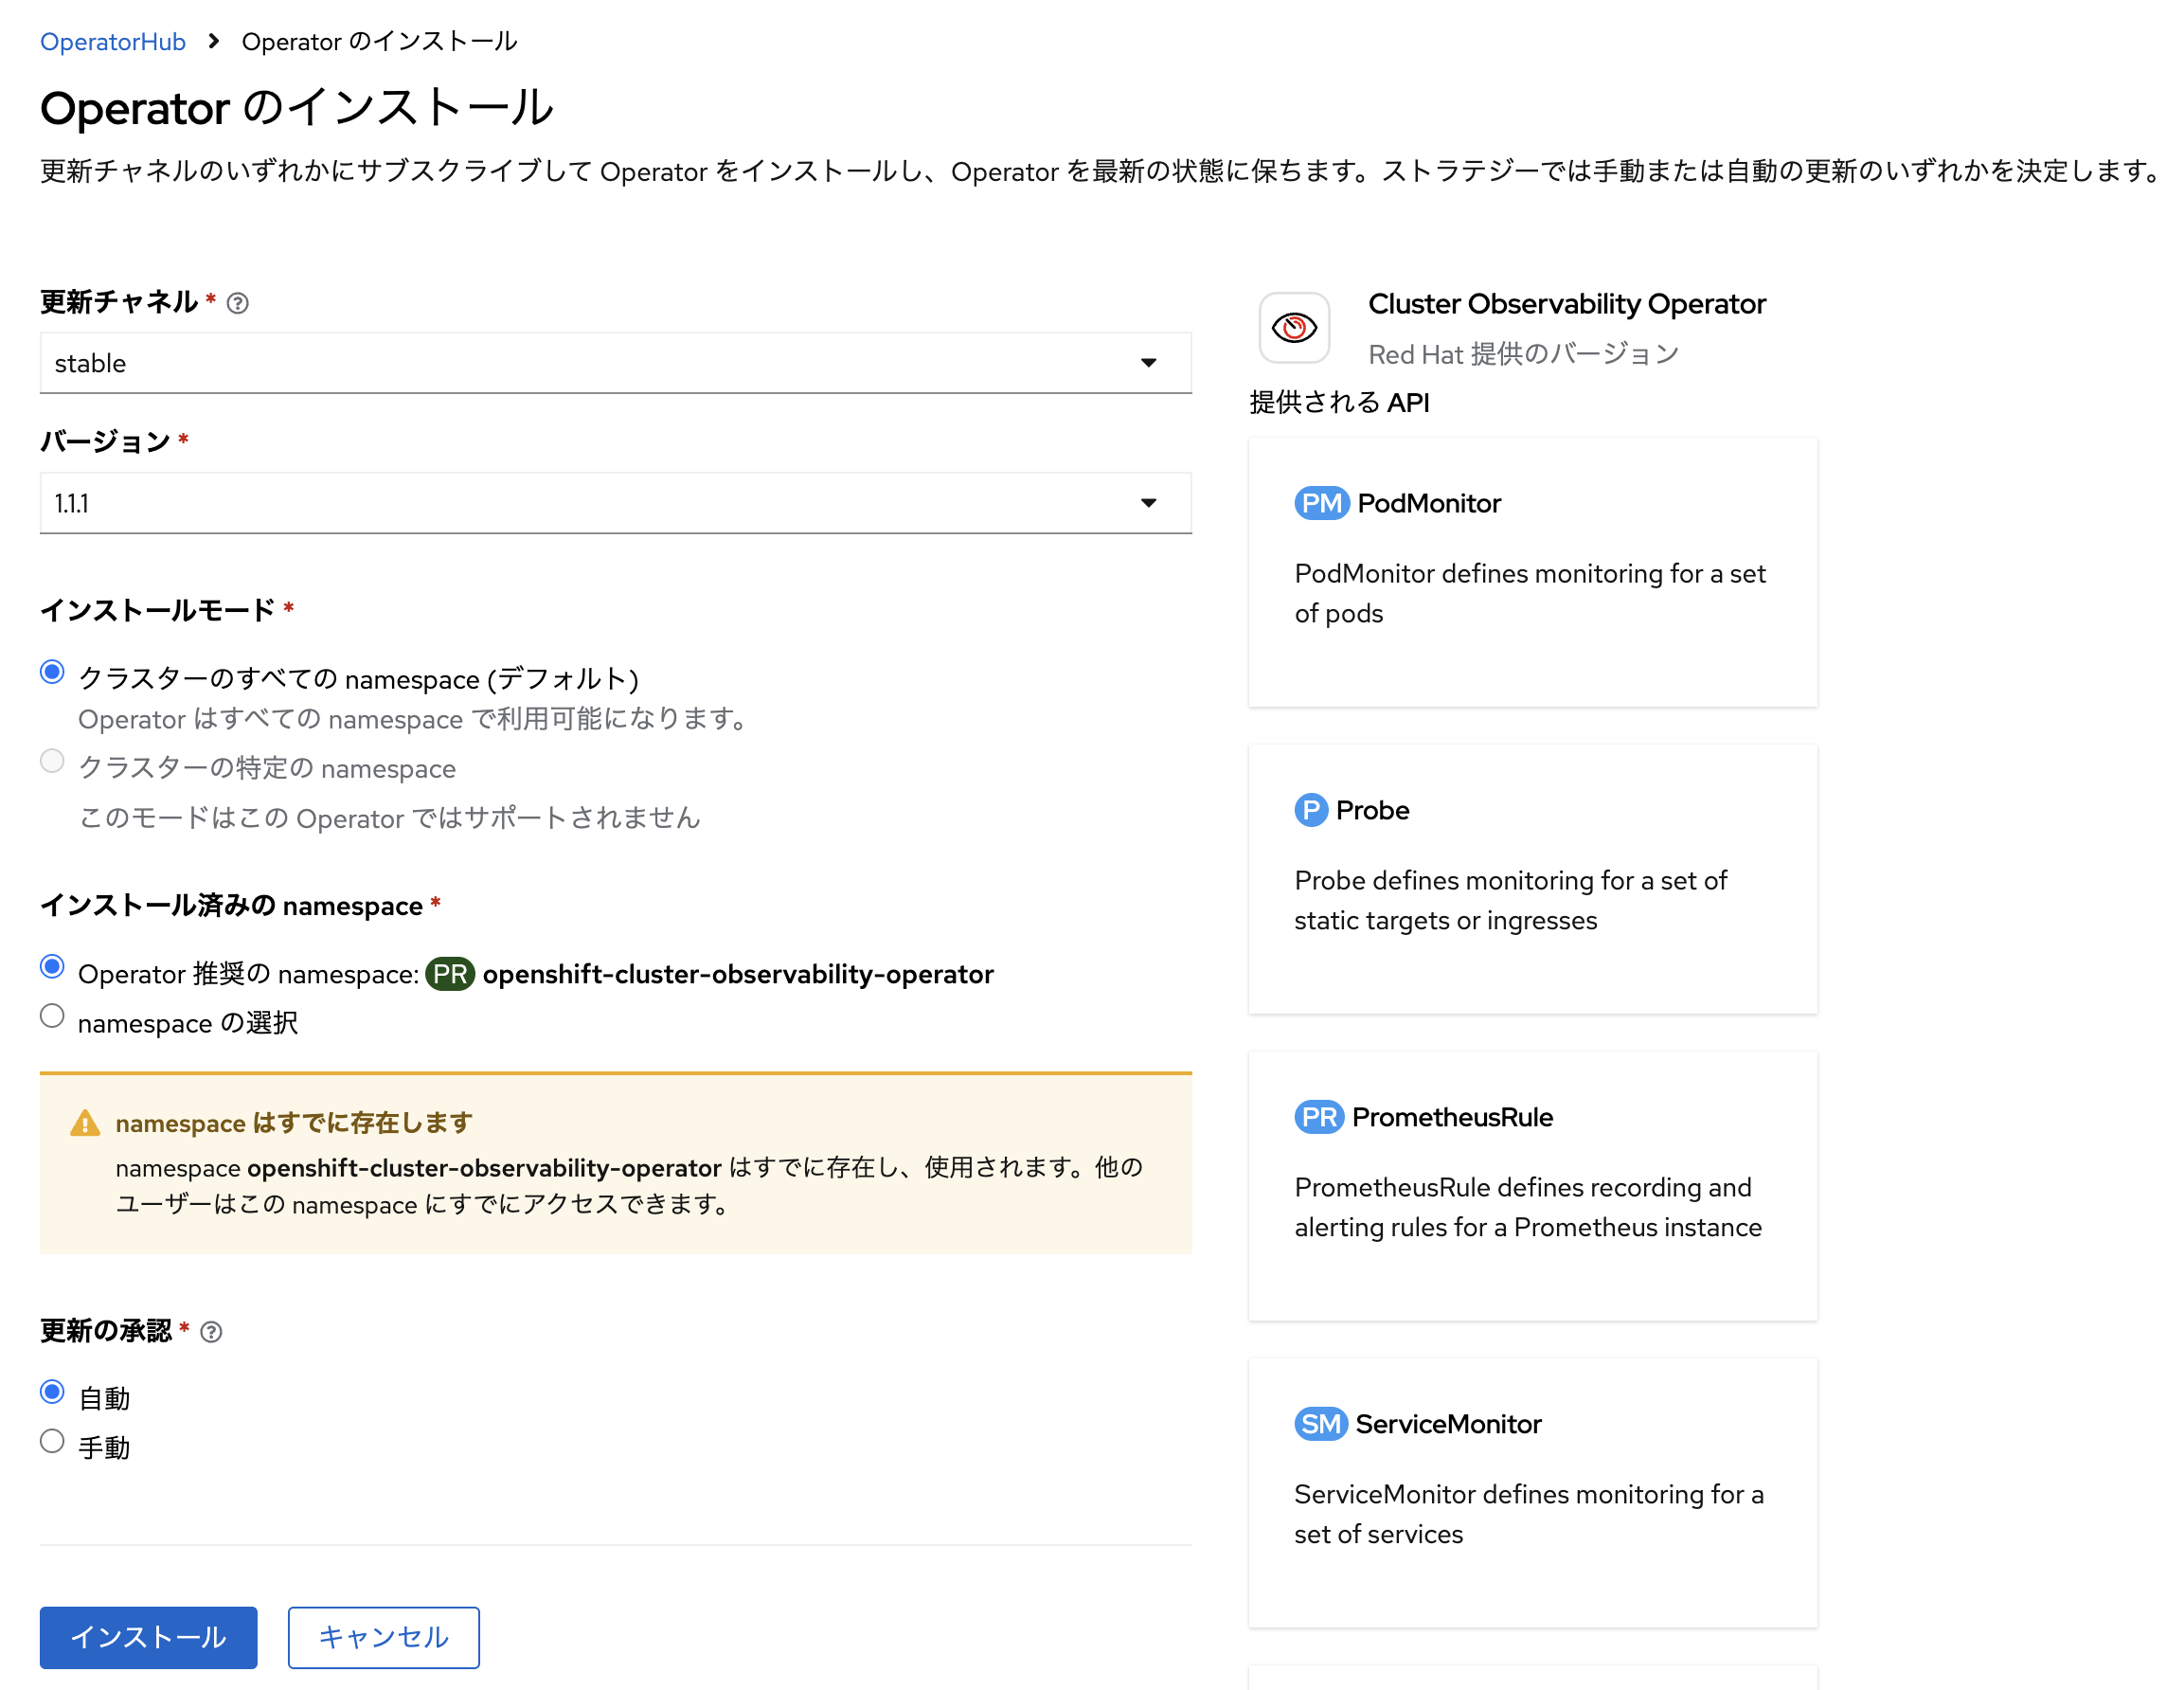 OperatorHub > Operator のインストール
Operator のインストール
更新チャネルのいずれかにサブスクライブして Operator をインストールし、Operator を最新の状態に保ちます。ストラテジーでは手動または自動の更新のいずれかを決定します。
更新チャネル *
stable
バージョン *
1.1.1
インストールモード *
クラスターのすべての namespace (デフォルト)
Operator はすべての namespace で利用可能になります。
クラスターの特定の namespace
このモードはこの Operator ではサポートされません
インストール済みの namespace *
Operator 推奨の namespace: PR openshift-cluster-observability-operator
namespace の選択
namespace はすでに存在します
namespace openshift-cluster-observability-operator はすでに存在し、使用されます。他の
ユーザーはこの namespace にすでにアクセスできます。
更新の承認 *
自動
手動
インストール キャンセル
Cluster Observability Operator
Red Hat 提供のバージョン
提供される API
PM PodMonitor
PodMonitor defines monitoring for a set
of pods
P Probe
Probe defines monitoring for a set of
static targets or ingresses
PR PrometheusRule
PrometheusRule defines recording and
alerting rules for a Prometheus instance
SM ServiceMonitor
ServiceMonitor defines monitoring for a
set of services